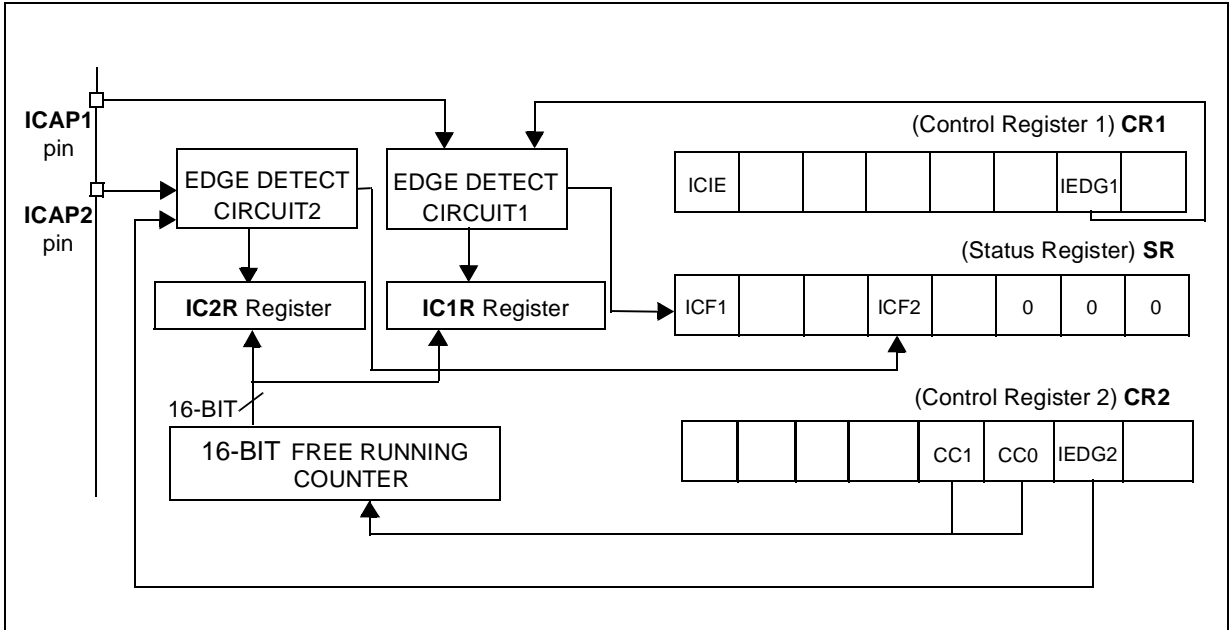 ICAP1
pin
ICAP2
pin
EDGE DETECT
CIRCUIT2
EDGE DETECT
CIRCUIT1
IC2R Register
IC1R Register
16-BIT
16-BIT FREE RUNNING
COUNTER
(Control Register 1) CR1
ICIE IEDG1
(Status Register) SR
ICF1 ICF2 0 0 0
(Control Register 2) CR2
CC1 CC0 IEDG2